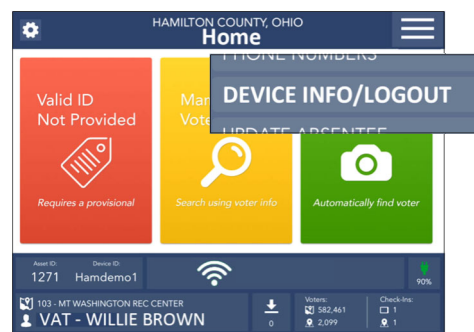 HAMILTON COUNTY, OHIO
Home
PHONE NUMBERS
DEVICE INFO/LOGOUT
UPDATE ABSENTEE
Valid ID
Not Provided
Requires a provisional
Man
Vote
Search using voter info
Automatically find voter
Asset ID: Device ID:
1271 Hamdemo1
90%
103 - MT WASHINGTON REC CENTER
VAT - WILLIE BROWN
0
Voters:
582,461
2,099
Check-Ins:
1
1